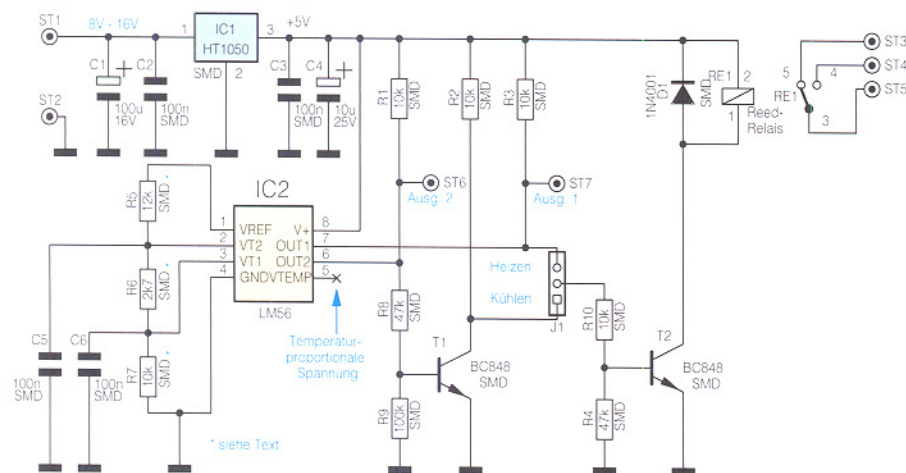 ST1
8V - 16V
1
IC1
HT1050
3
+5V
SMD
2
C1
+
100u
16V
C2
100n
SMD
C3
100n
SMD
C4
+
10u
25V
ST2
R1
10k
SMD
R2
10k
SMD
R3
10k
SMD
1N4001
D1
SMD
RE1
2
1
Reed-
Relais
5
4
RE1
3
ST3
ST4
ST5
ST6
Ausg. 2
ST7
Ausg. 1
R5
12k
SMD
*
IC2
1
VREF
V+
8
2
VT2
OUT1
7
3
VT1
OUT2
6
4
GND
VTEMP
5
LM56
R6
2k7
SMD
*
R7
10k
SMD
*
C5
100n
SMD
C6
100n
SMD
Temperatur-
proportionale
Spannung
* siehe Text
R8
47k
SMD
R9
100k
SMD
T1
BC848
SMD
Heizen
Kühlen
J1
R10
10k
SMD
R4
47k
SMD
T2
BC848
SMD